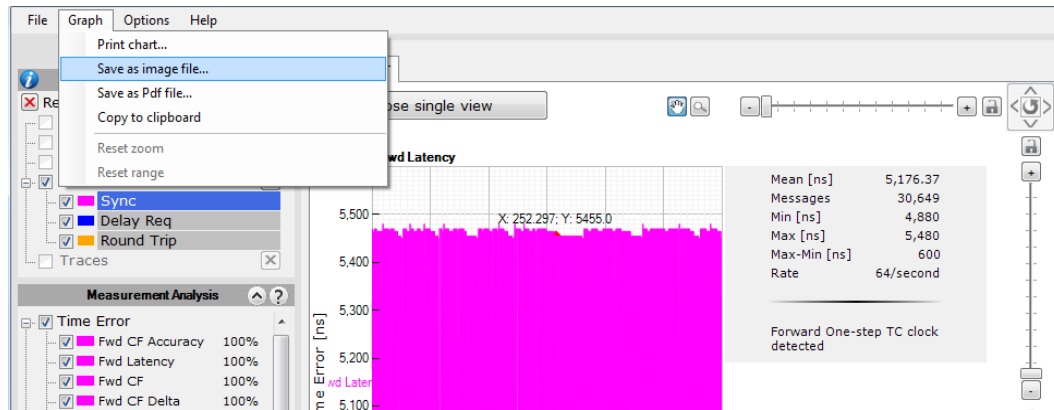 File Graph Options Help
Print chart...
Save as image file...
Save as Pdf file...
Copy to clipboard
Reset zoom
Reset range
Re
ose single view
wd Latency
Sync
Delay Req
Round Trip
Traces
Measurement Analysis
Time Error
Fwd CF Accuracy 100%
Fwd Latency 100%
Fwd CF 100%
Fwd CF Delta 100%
X: 252.297; Y: 5455.0
5,500
5,400
5,300
5,200
5,100
me Error [ns]
wd Later
Mean [ns] 5,176.37
Messages 30,649
Min [ns] 4,880
Max [ns] 5,480
Max-Min [ns] 600
Rate 64/second
Forward One-step TC clock
detected